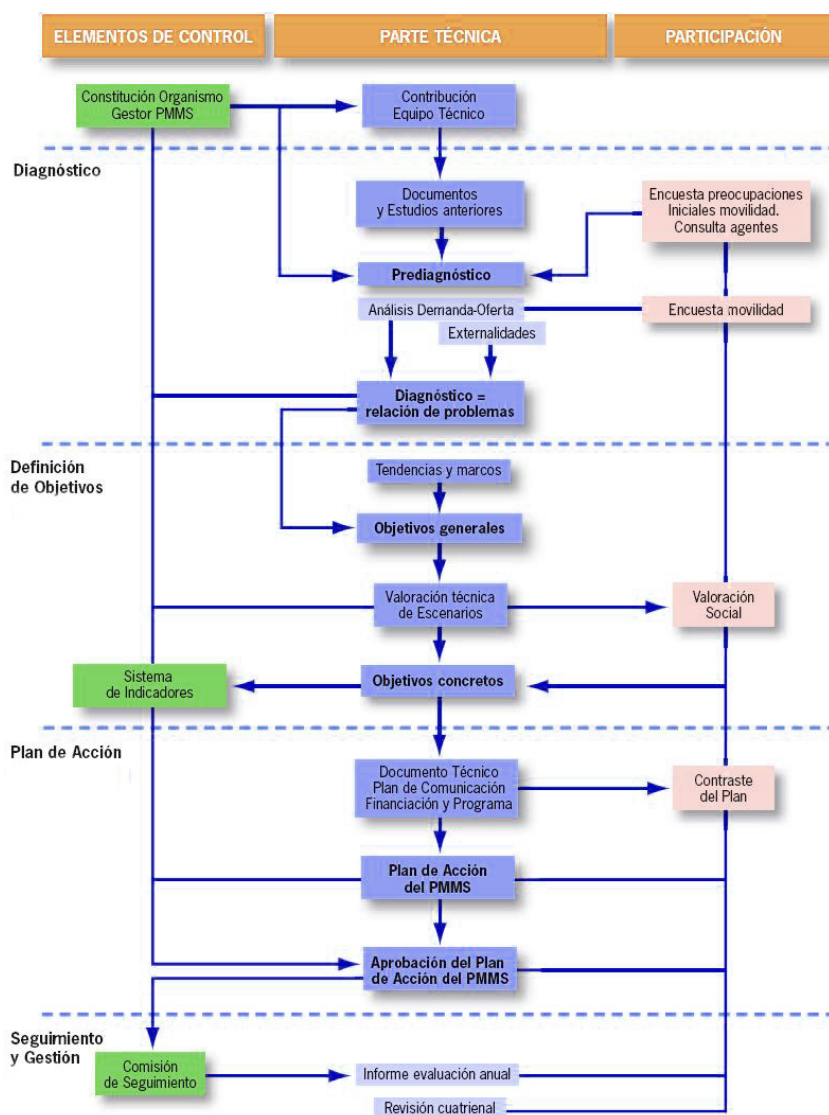 ELEMENTOS DE CONTROL
PARTE TÉCNICA
PARTICIPACIÓN
Constitución Organismo
Gestor PMMS
Contribución
Equipo Técnico
Diagnóstico
Documentos
y Estudios anteriores
Encuesta preocupaciones
Iniciales movilidad.
Consulta agentes
Prediagnóstico
Análisis Demanda-Oferta
Encuesta movilidad
Externalidades
Diagnóstico =
relación de problemas
Definición
de Objetivos
Tendencias y marcos
Objetivos generales
Valoración técnica
de Escenarios
Valoración
Social
Sistema
de Indicadores
Objetivos concretos
Plan de Acción
Documento Técnico
Plan de Comunicación
Financiación y Programa
Contraste
del Plan
Plan de Acción
del PMMS
Aprobación del Plan
de Acción del PMMS
Seguimiento
y Gestión
Comisión
de Seguimiento
Informe evaluación anual
Revisión cuatrienal